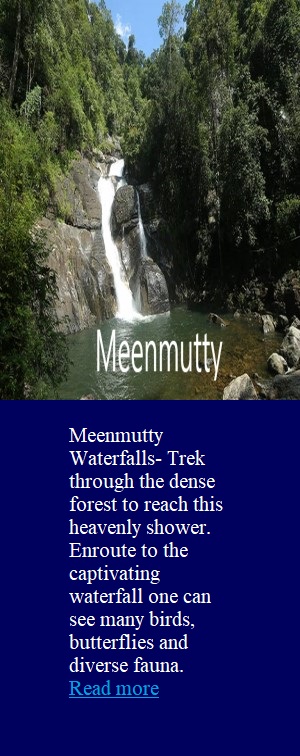 Meenmutty
Meenmutty
Waterfalls- Trek
through the dense
forest to reach this
heavenly shower.
Enroute to the
captivating
waterfall one can
see many birds,
butterflies and
diverse fauna.
Read more